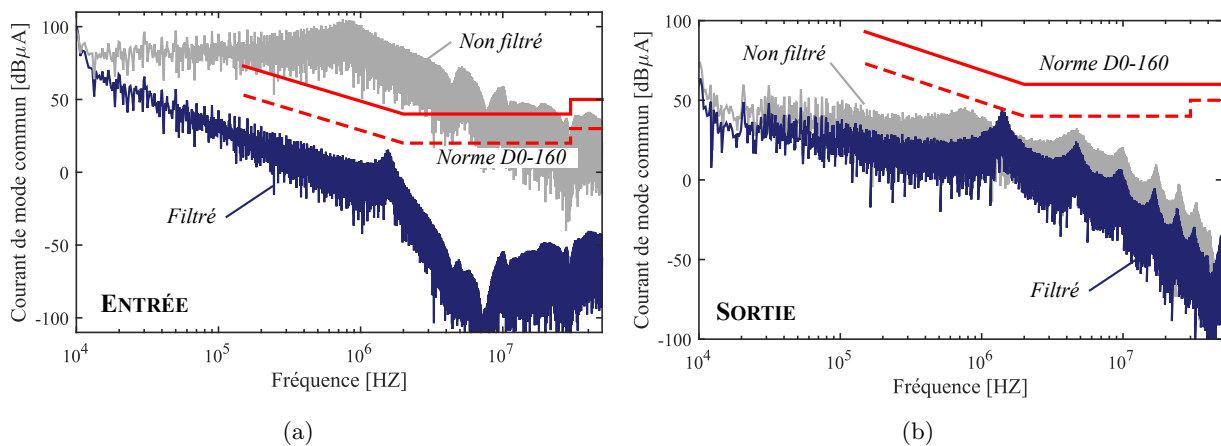 100
50
0
-50
-100
Courant de mode commun [dBµA]
Non filtré
Norme D0-160
Filtré
ENTRÉE
10^4
10^5
10^6
10^7
Fréquence [HZ]
(a)
100
50
0
-50
-100
Courant de mode commun [dBµA]
Non filtré
Norme D0-160
Filtré
SORTIE
10^4
10^5
10^6
10^7
Fréquence [HZ]
(b)